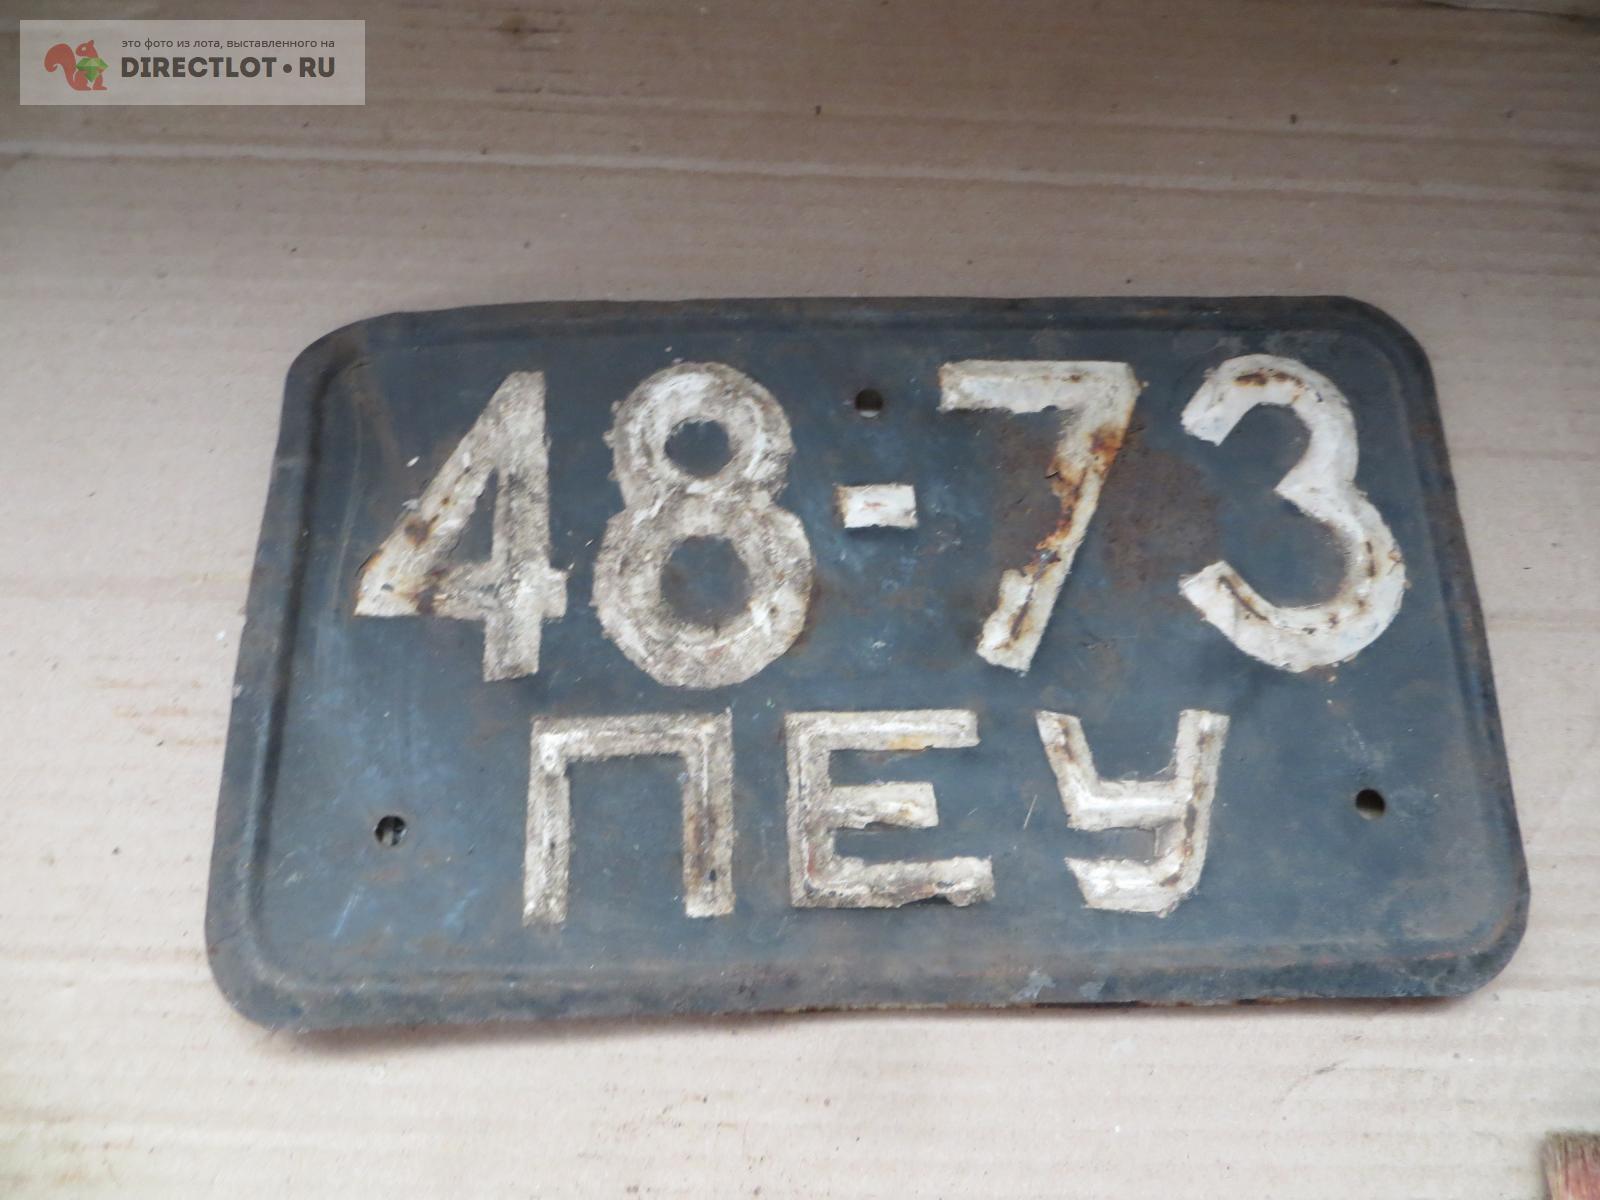 это фото из лота, выставленного на
DIRECTLOT•RU
48-73
ПЕУ